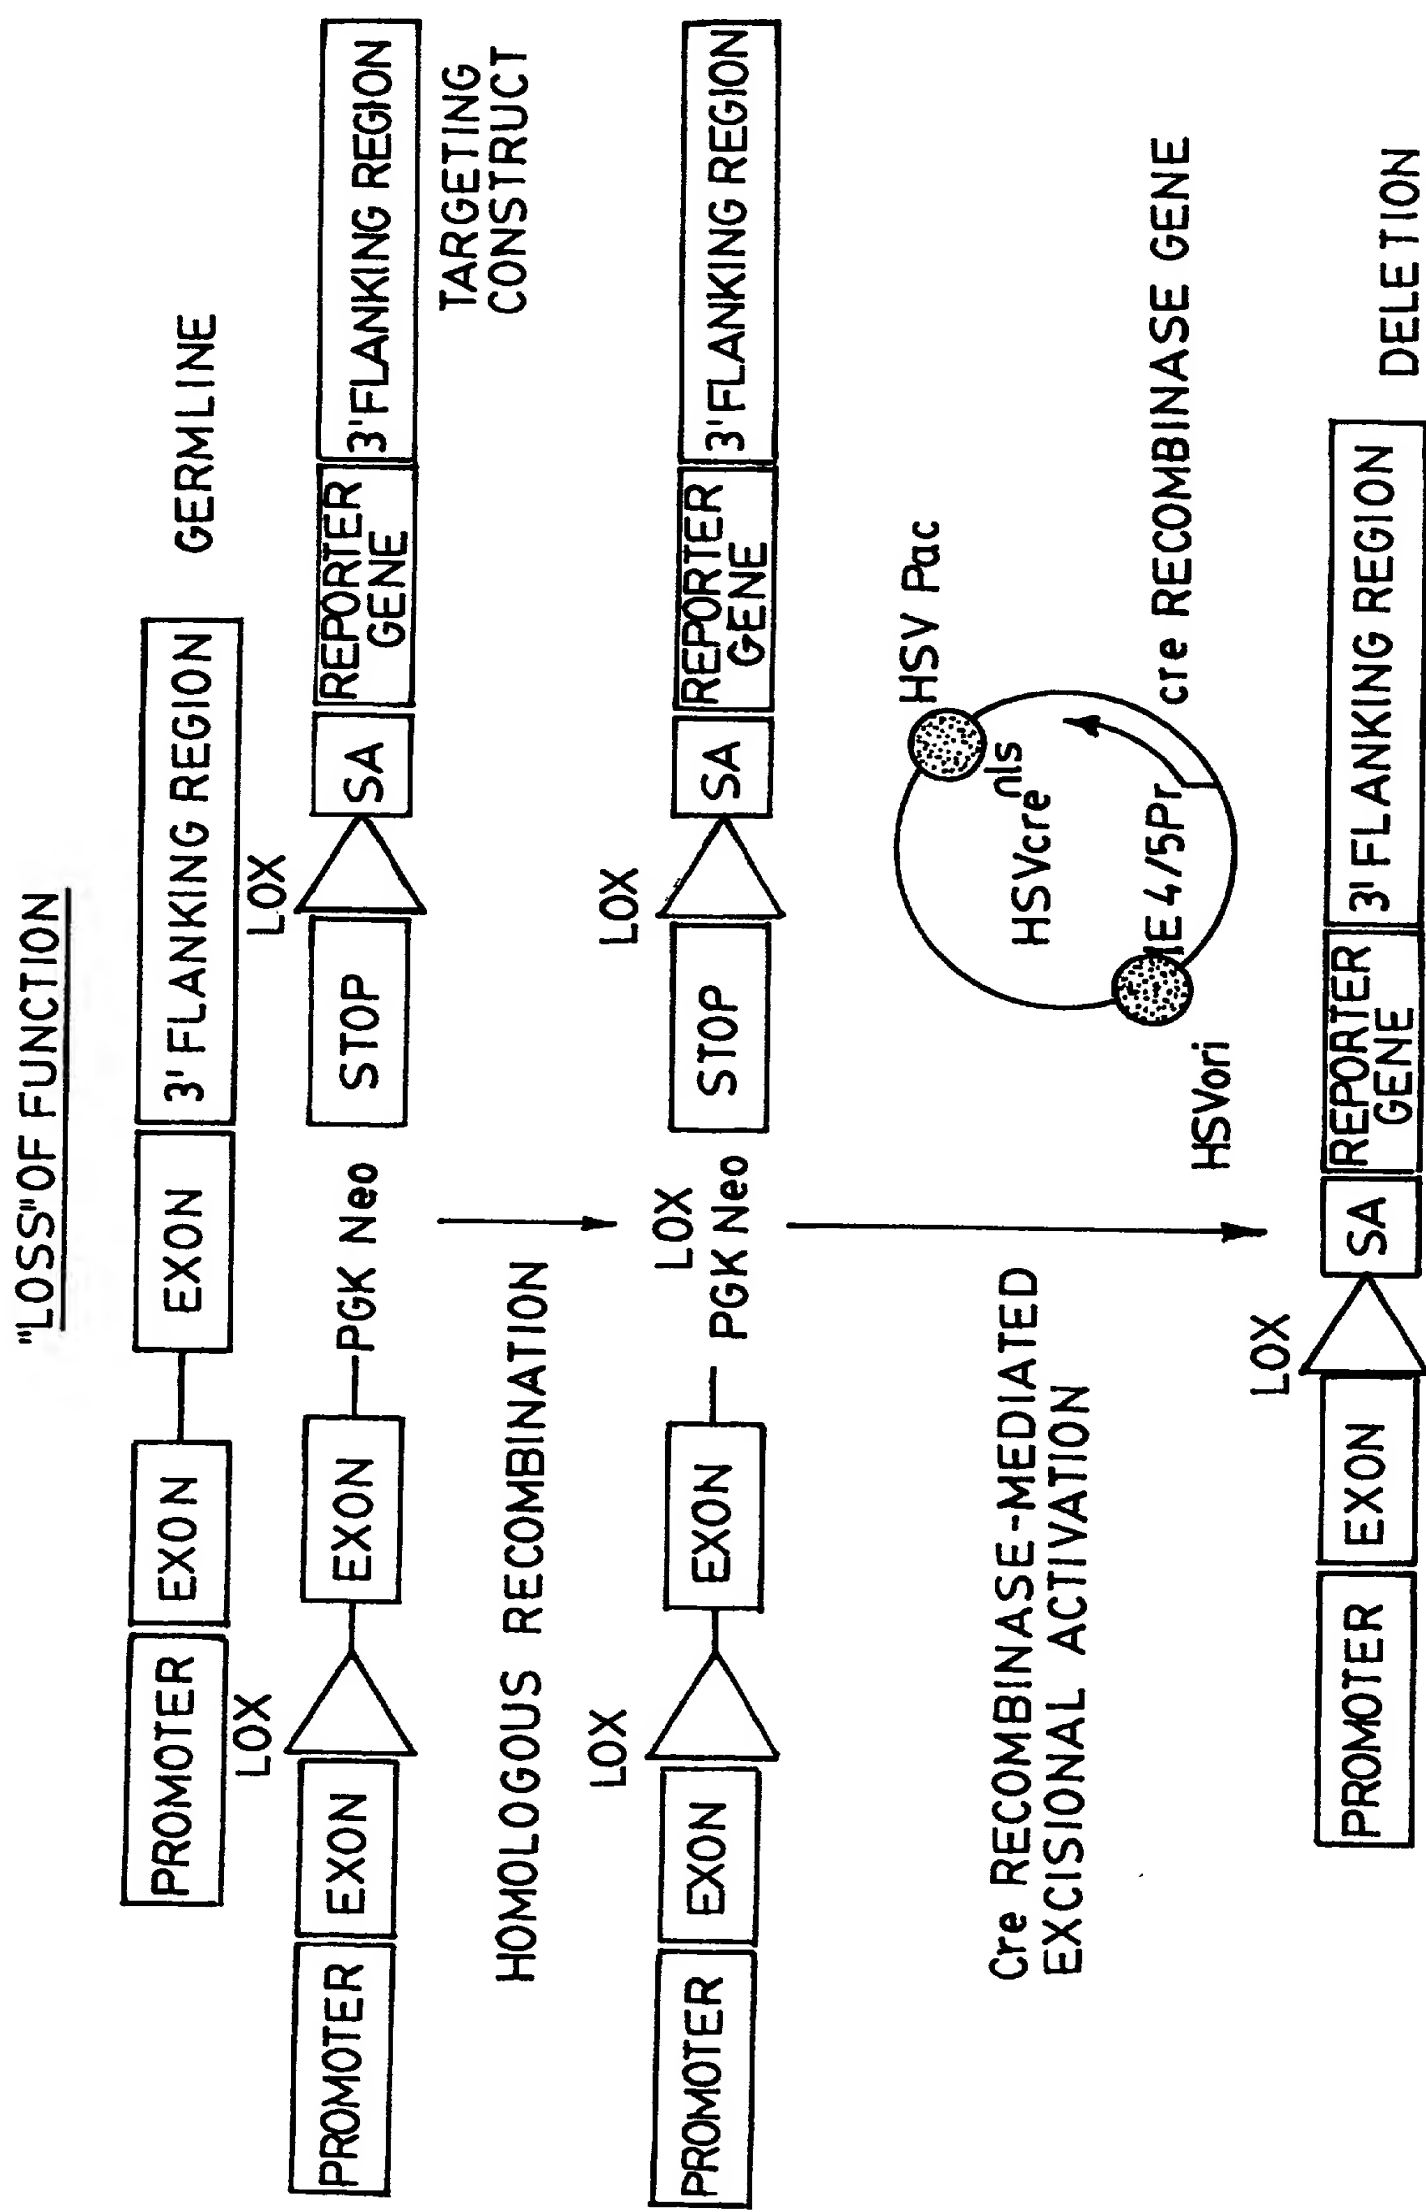 "LOSS" OF FUNCTION
PROMOTER EXON EXON 3' FLANKING REGION GERMLINE
LOX LOX
PROMOTER EXON EXON PGK Neo STOP SA REPORTER GENE 3' FLANKING REGION
TARGETING
CONSTRUCT
HOMOLOGOUS RECOMBINATION
LOX LOX LOX
PROMOTER EXON EXON PGK Neo STOP SA REPORTER GENE 3' FLANKING REGION
Cre RECOMBINASE-MEDIATED
EXCISIONAL ACTIVATION
HSV Pac
nls
HSVcre
IE 4/5Pr
HSVori
cre RECOMBINASE GENE
LOX
PROMOTER EXON SA REPORTER GENE 3' FLANKING REGION
DELETION